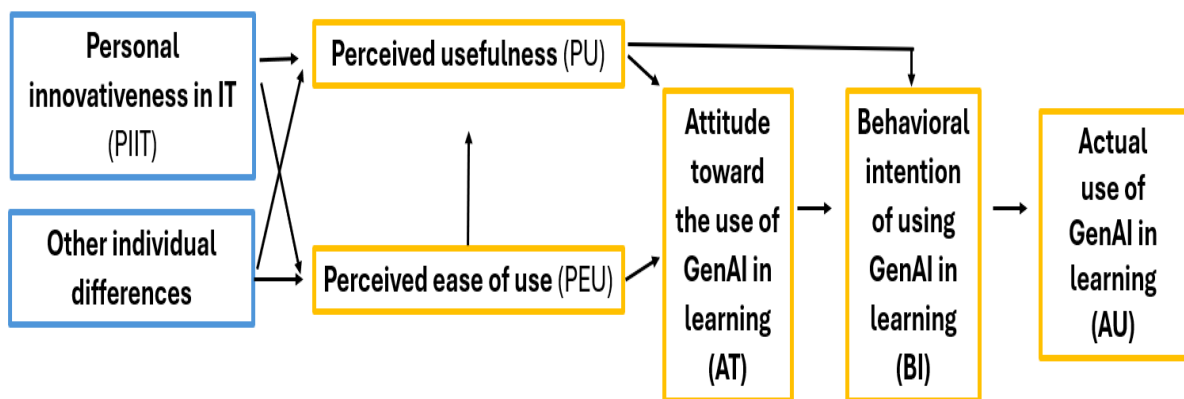 Personal
innovativeness in IT
(PIIT)
Other individual
differences
Perceived usefulness (PU)
Perceived ease of use (PEU)
Attitude
toward
the use of
GenAI in
learning
(AT)
Behavioral
intention
of using
GenAI in
learning
(BI)
Actual
use of
GenAI in
learning
(AU)